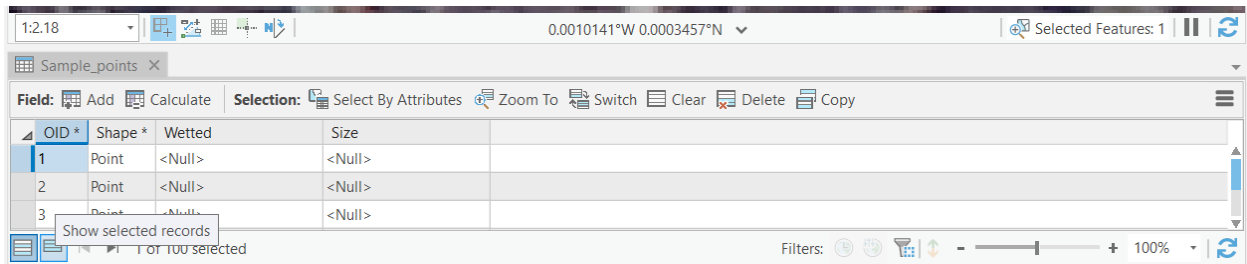 1:2.18 0.0010141°W 0.0003457°N Selected Features: 1
Sample_points
Field: Add Calculate Selection: Select By Attributes Zoom To Switch Clear Delete Copy
OID * Shape * Wetted Size
1 Point <Null> <Null>
2 Point <Null> <Null>
3 Point <Null> <Null>
Show selected records
1 of 100 selected Filters: - + 100%